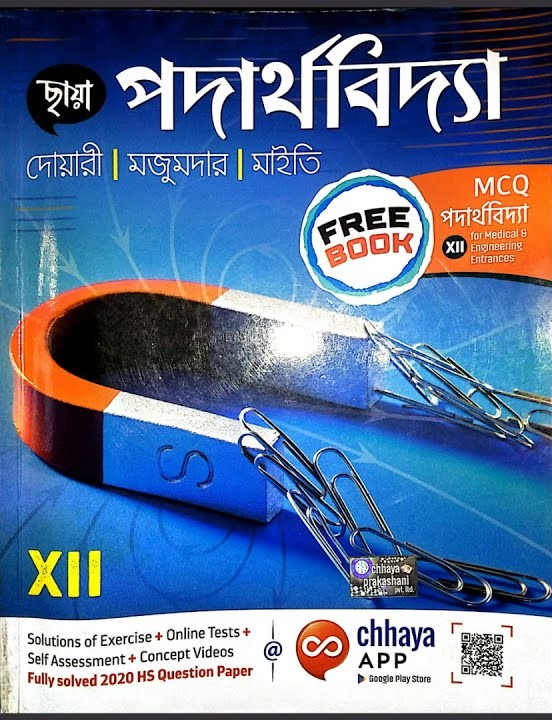 ছায়া
পদার্থবিদ্যা
দোয়ারী | মজুমদার | মাইতি
FREE
BOOK
MCQ
পদার্থবিদ্যা
XII
for Medical &
Engineering
Entrances
S
XII
chhaya
prakashani
pvt. ltd.
Solutions of Exercise + Online Tests +
Self Assessment + Concept Videos
Fully solved 2020 HS Question Paper
@
chhaya
APP
Google Play Store